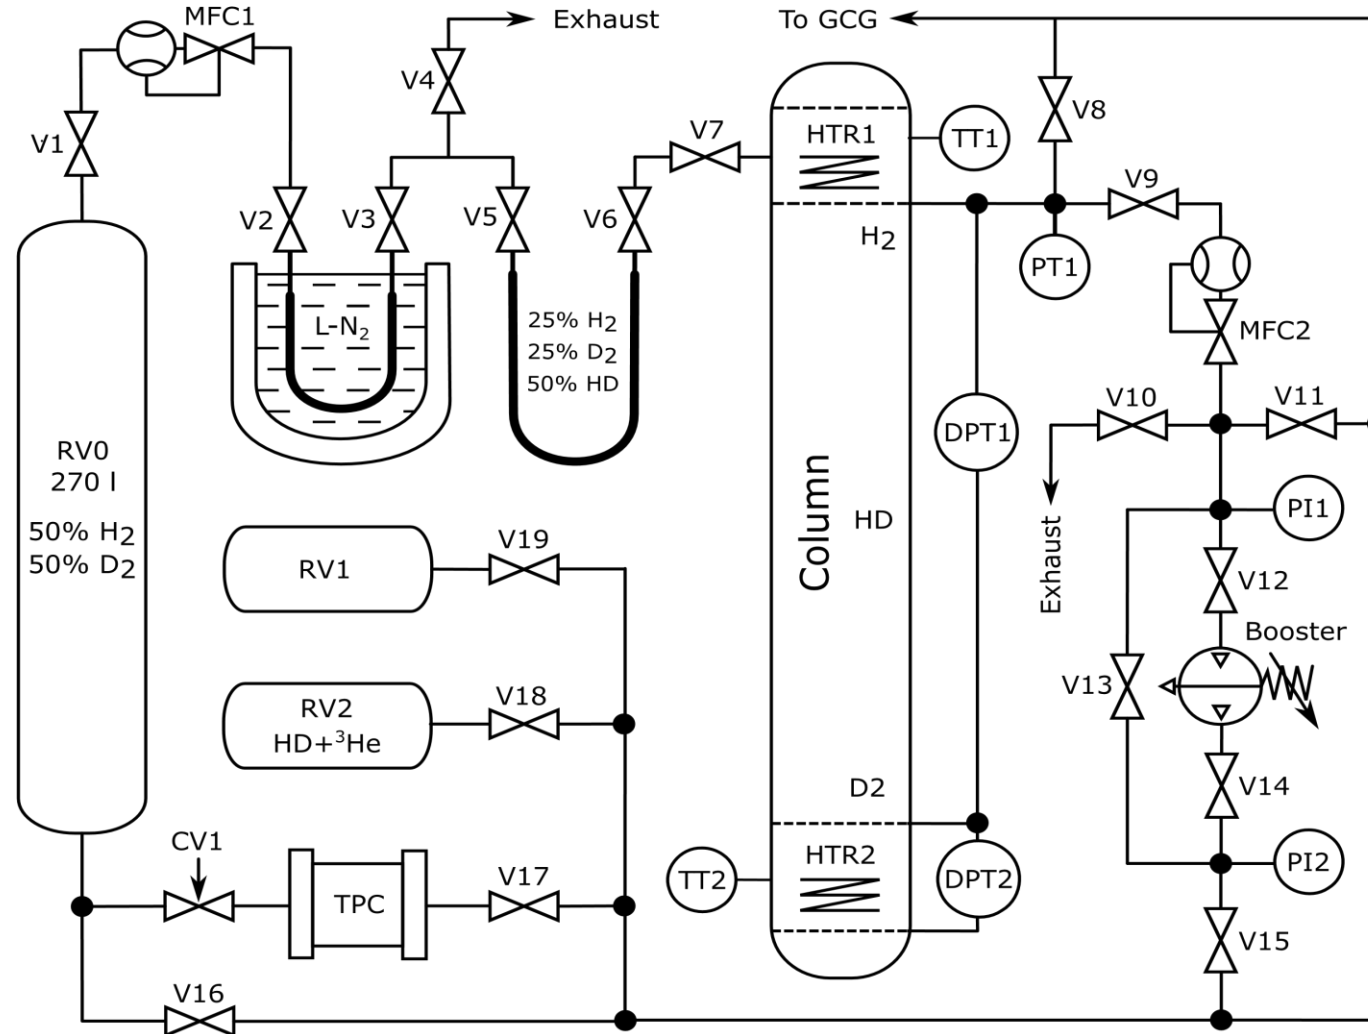 MFC1
Exhaust
To GCG
V4
V1
V7
HTR1
TT1
V8
V9
V2
V3
V5
V6
H2
PT1
L-N2
25% H2
25% D2
50% HD
MFC2
V10
V11
DPT1
RV0
270 l
50% H2
50% D2
Column
HD
PI1
Exhaust
V19
RV1
V12
Booster
V13
V18
RV2
HD+³He
D2
V14
CV1
TPC
V17
TT2
HTR2
DPT2
PI2
V15
V16